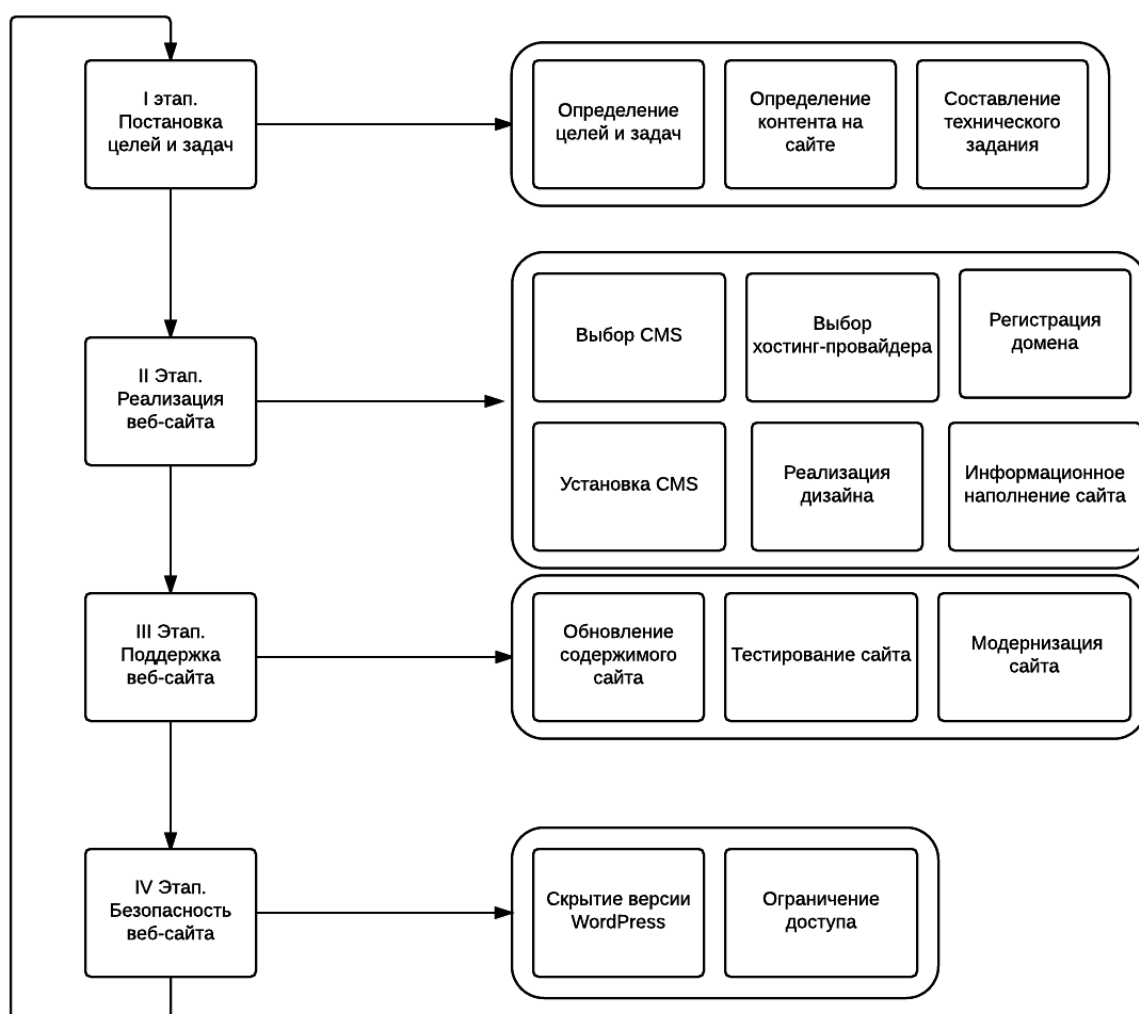 I этап.
Постановка
целей и задач
Определение
целей и задач
Определение
контента на
сайте
Составление
технического
задания
II Этап.
Реализация
веб-сайта
Выбор CMS
Выбор
хостинг-провайдера
Регистрация
домена
Установка CMS
Реализация
дизайна
Информационное
наполнение сайта
III Этап.
Поддержка
веб-сайта
Обновление
содержимого
сайта
Тестирование сайта
Модернизация
сайта
IV Этап.
Безопасность
веб-сайта
Скрытие версии
WordPress
Ограничение
доступа